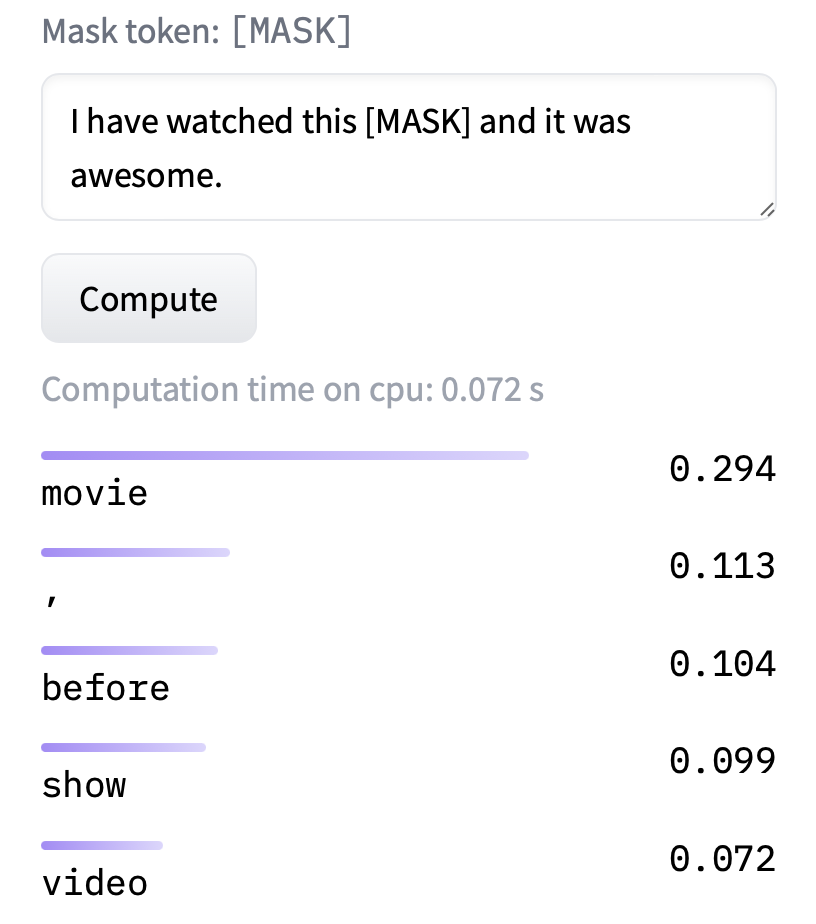 Mask token: [MASK]
I have watched this [MASK] and it was
awesome.
Compute
Computation time on cpu: 0.072 s
movie 0.294
, 0.113
before 0.104
show 0.099
video 0.072